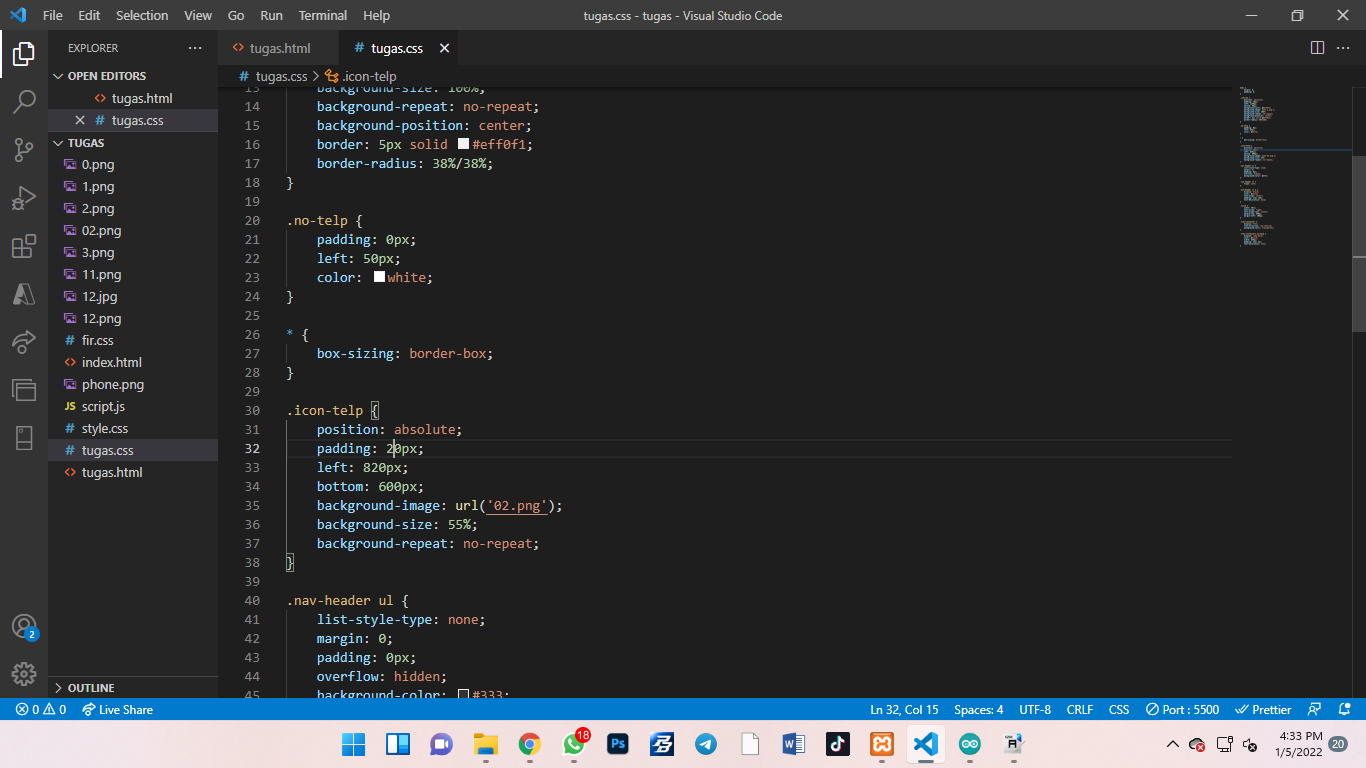 File Edit Selection View Go Run Terminal Help
tugas.css - tugas - Visual Studio Code
EXPLORER
OPEN EDITORS
tugas.html
tugas.css
TUGAS
0.png
1.png
2.png
02.png
3.png
11.png
12.jpg
12.png
fir.css
index.html
phone.png
JS script.js
style.css
tugas.css
tugas.html
OUTLINE
tugas.html
tugas.css
tugas.css > .icon-telp
13 background-size: 100%;
14 background-repeat: no-repeat;
15 background-position: center;
16 border: 5px solid #eff0f1;
17 border-radius: 38%/38%;
18 }
19
20 .no-telp {
21 padding: 0px;
22 left: 50px;
23 color: white;
24 }
25
26 * {
27 box-sizing: border-box;
28 }
29
30 .icon-telp {
31 position: absolute;
32 padding: 20px;
33 left: 820px;
34 bottom: 600px;
35 background-image: url('02.png');
36 background-size: 55%;
37 background-repeat: no-repeat;
38 }
39
40 .nav-header ul {
41 list-style-type: none;
42 margin: 0;
43 padding: 0px;
44 overflow: hidden;
45 background-color: #333;
2
0 0 Live Share
Ln 32, Col 15 Spaces: 4 UTF-8 CRLF CSS Port : 5500 Prettier
18
Ps
4:33 PM
1/5/2022
20